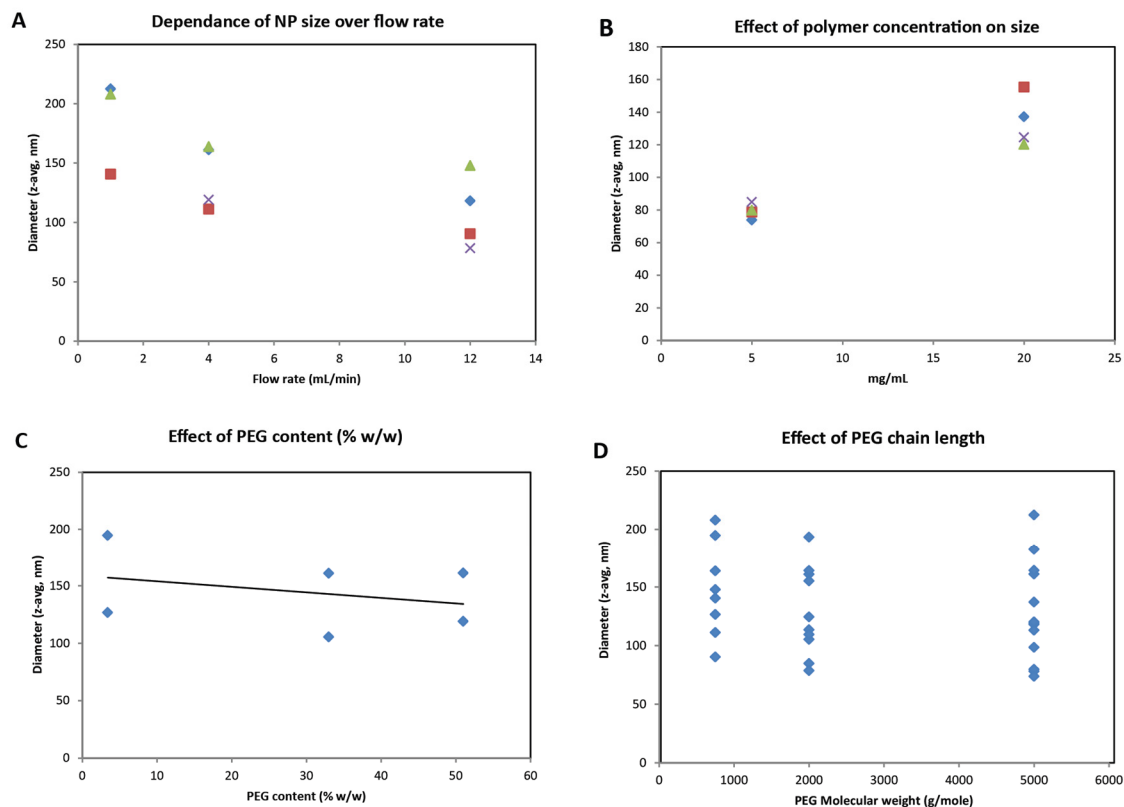 A
Dependance of NP size over flow rate
250
200
150
100
50
0
Diameter (z-avg, nm)
0 2 4 6 8 10 12 14
Flow rate (mL/min)
B
Effect of polymer concentration on size
180
160
140
120
100
80
60
40
20
0
Diameter (z-avg, nm)
0 5 10 15 20 25
mg/mL
C
Effect of PEG content (% w/w)
250
200
150
100
50
0
Diameter (z-avg, nm)
0 10 20 30 40 50 60
PEG content (% w/w)
D
Effect of PEG chain length
250
200
150
100
50
0
Diameter (z-avg, nm)
0 1000 2000 3000 4000 5000 6000
PEG Molecular weight (g/mole)